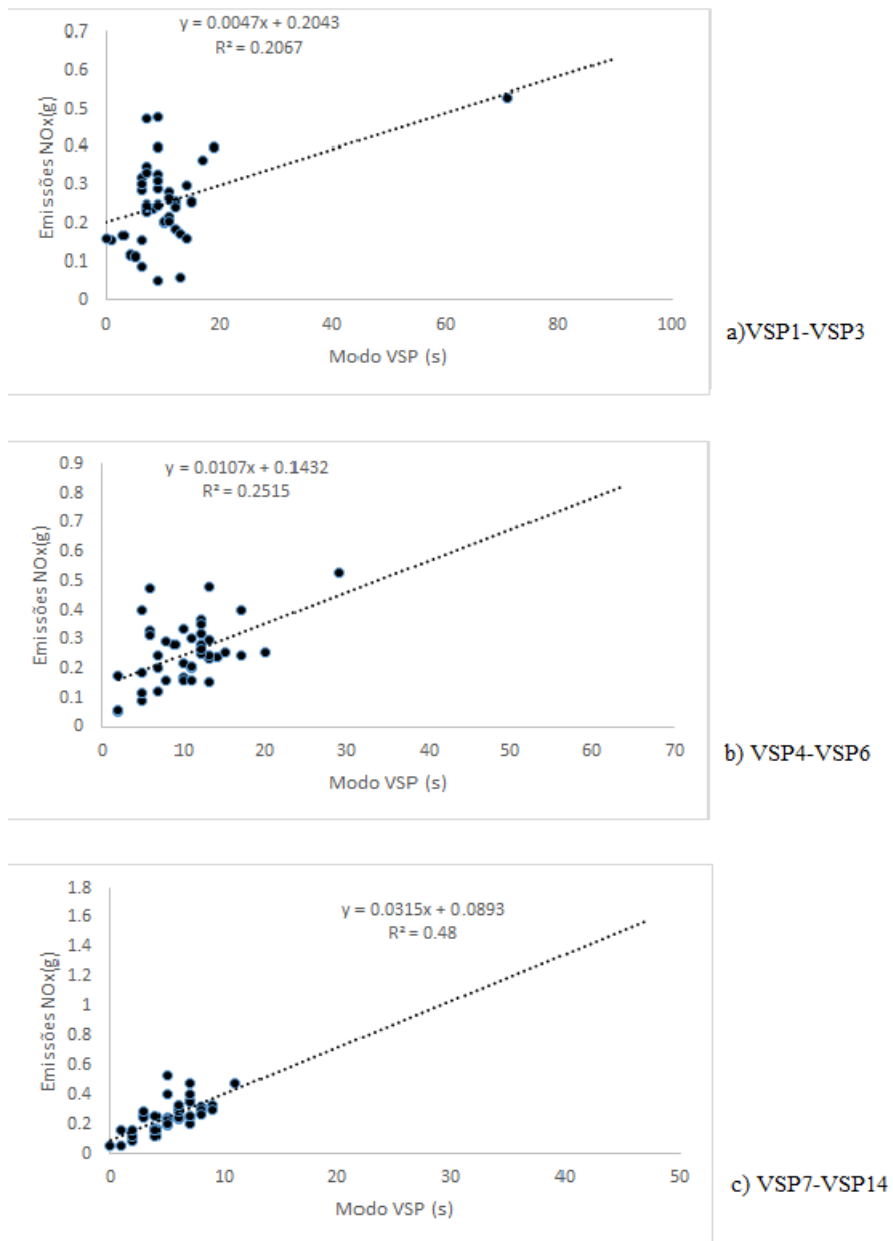 y = 0.0047x + 0.2043
R² = 0.2067
0.7
0.6
0.5
0.4
0.3
0.2
0.1
0
Emissões NOx(g)
0 20 40 60 80 100
Modo VSP (s)
a)VSP1-VSP3
y = 0.0107x + 0.1432
R² = 0.2515
0.9
0.8
0.7
0.6
0.5
0.4
0.3
0.2
0.1
0
Emissões NOx(g)
0 10 20 30 40 50 60 70
Modo VSP (s)
b) VSP4-VSP6
y = 0.0315x + 0.0893
R² = 0.48
1.8
1.6
1.4
1.2
1
0.8
0.6
0.4
0.2
0
Emissões NOx(g)
0 10 20 30 40 50
Modo VSP (s)
c) VSP7-VSP14